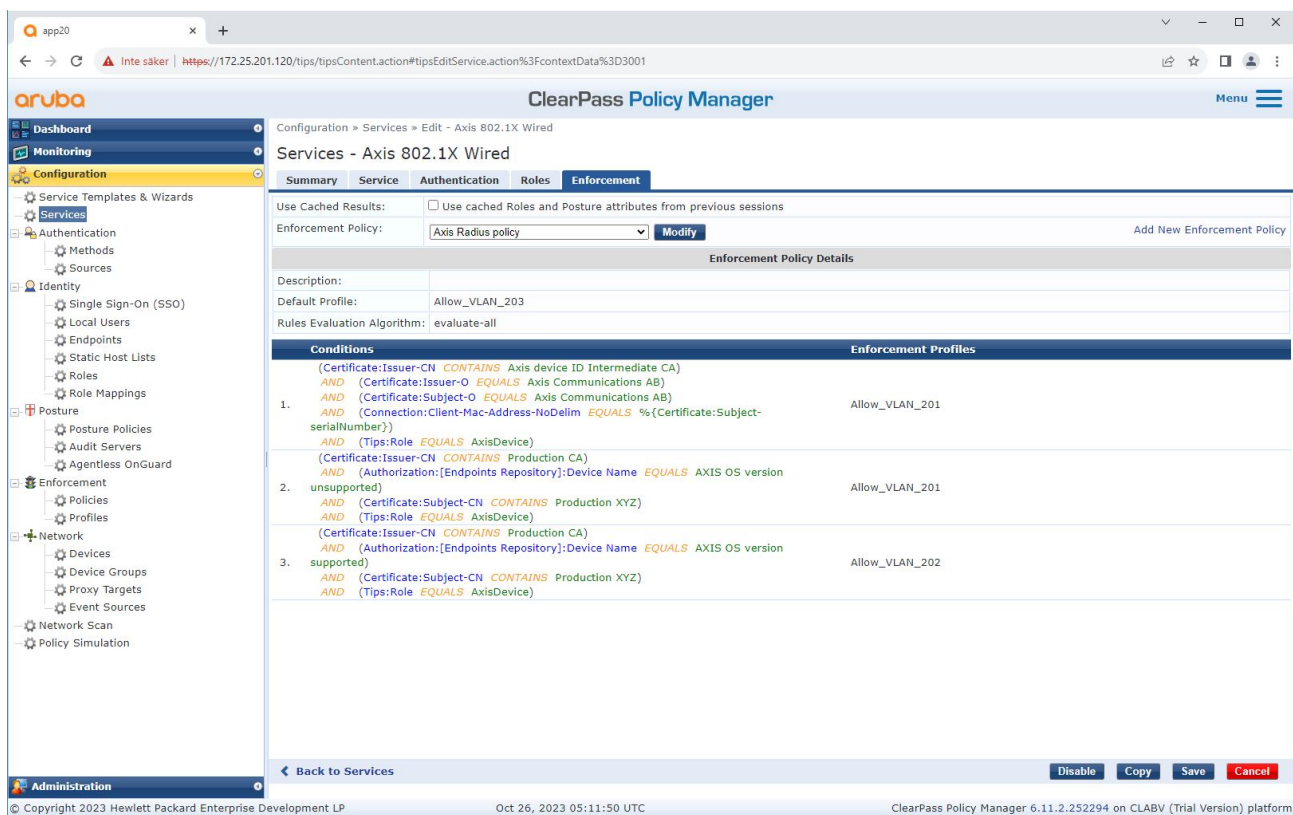 app20
Inte säker | https://172.25.201.120/tips/tipsContent.action#tipsEditService.action%3FcontextData%3D3001
aruba
ClearPass Policy Manager
Menu
Dashboard
Monitoring
Configuration
Service Templates & Wizards
Services
Authentication
Methods
Sources
Identity
Single Sign-On (SSO)
Local Users
Endpoints
Static Host Lists
Roles
Role Mappings
Posture
Posture Policies
Audit Servers
Agentless OnGuard
Enforcement
Policies
Profiles
Network
Devices
Device Groups
Proxy Targets
Event Sources
Network Scan
Policy Simulation
Administration
Configuration » Services » Edit - Axis 802.1X Wired
Services - Axis 802.1X Wired
Summary Service Authentication Roles Enforcement
Use Cached Results: Use cached Roles and Posture attributes from previous sessions
Enforcement Policy: Axis Radius policy Modify Add New Enforcement Policy
Enforcement Policy Details
Description:
Default Profile: Allow_VLAN_203
Rules Evaluation Algorithm: evaluate-all
Conditions Enforcement Profiles
(Certificate:Issuer-CN CONTAINS Axis device ID Intermediate CA)
AND (Certificate:Issuer-O EQUALS Axis Communications AB)
1. AND (Certificate:Subject-O EQUALS Axis Communications AB) Allow_VLAN_201
AND (Connection:Client-Mac-Address-NoDelim EQUALS %{Certificate:Subject-
serialNumber})
AND (Tips:Role EQUALS AxisDevice)
(Certificate:Issuer-CN CONTAINS Production CA)
AND (Authorization:[Endpoints Repository]:Device Name EQUALS AXIS OS version
2. unsupported) Allow_VLAN_201
AND (Certificate:Subject-CN CONTAINS Production XYZ)
AND (Tips:Role EQUALS AxisDevice)
(Certificate:Issuer-CN CONTAINS Production CA)
AND (Authorization:[Endpoints Repository]:Device Name EQUALS AXIS OS version
3. supported) Allow_VLAN_202
AND (Certificate:Subject-CN CONTAINS Production XYZ)
AND (Tips:Role EQUALS AxisDevice)
Back to Services Disable Copy Save Cancel
© Copyright 2023 Hewlett Packard Enterprise Development LP Oct 26, 2023 05:11:50 UTC ClearPass Policy Manager 6.11.2.252294 on CLABV (Trial Version) platform